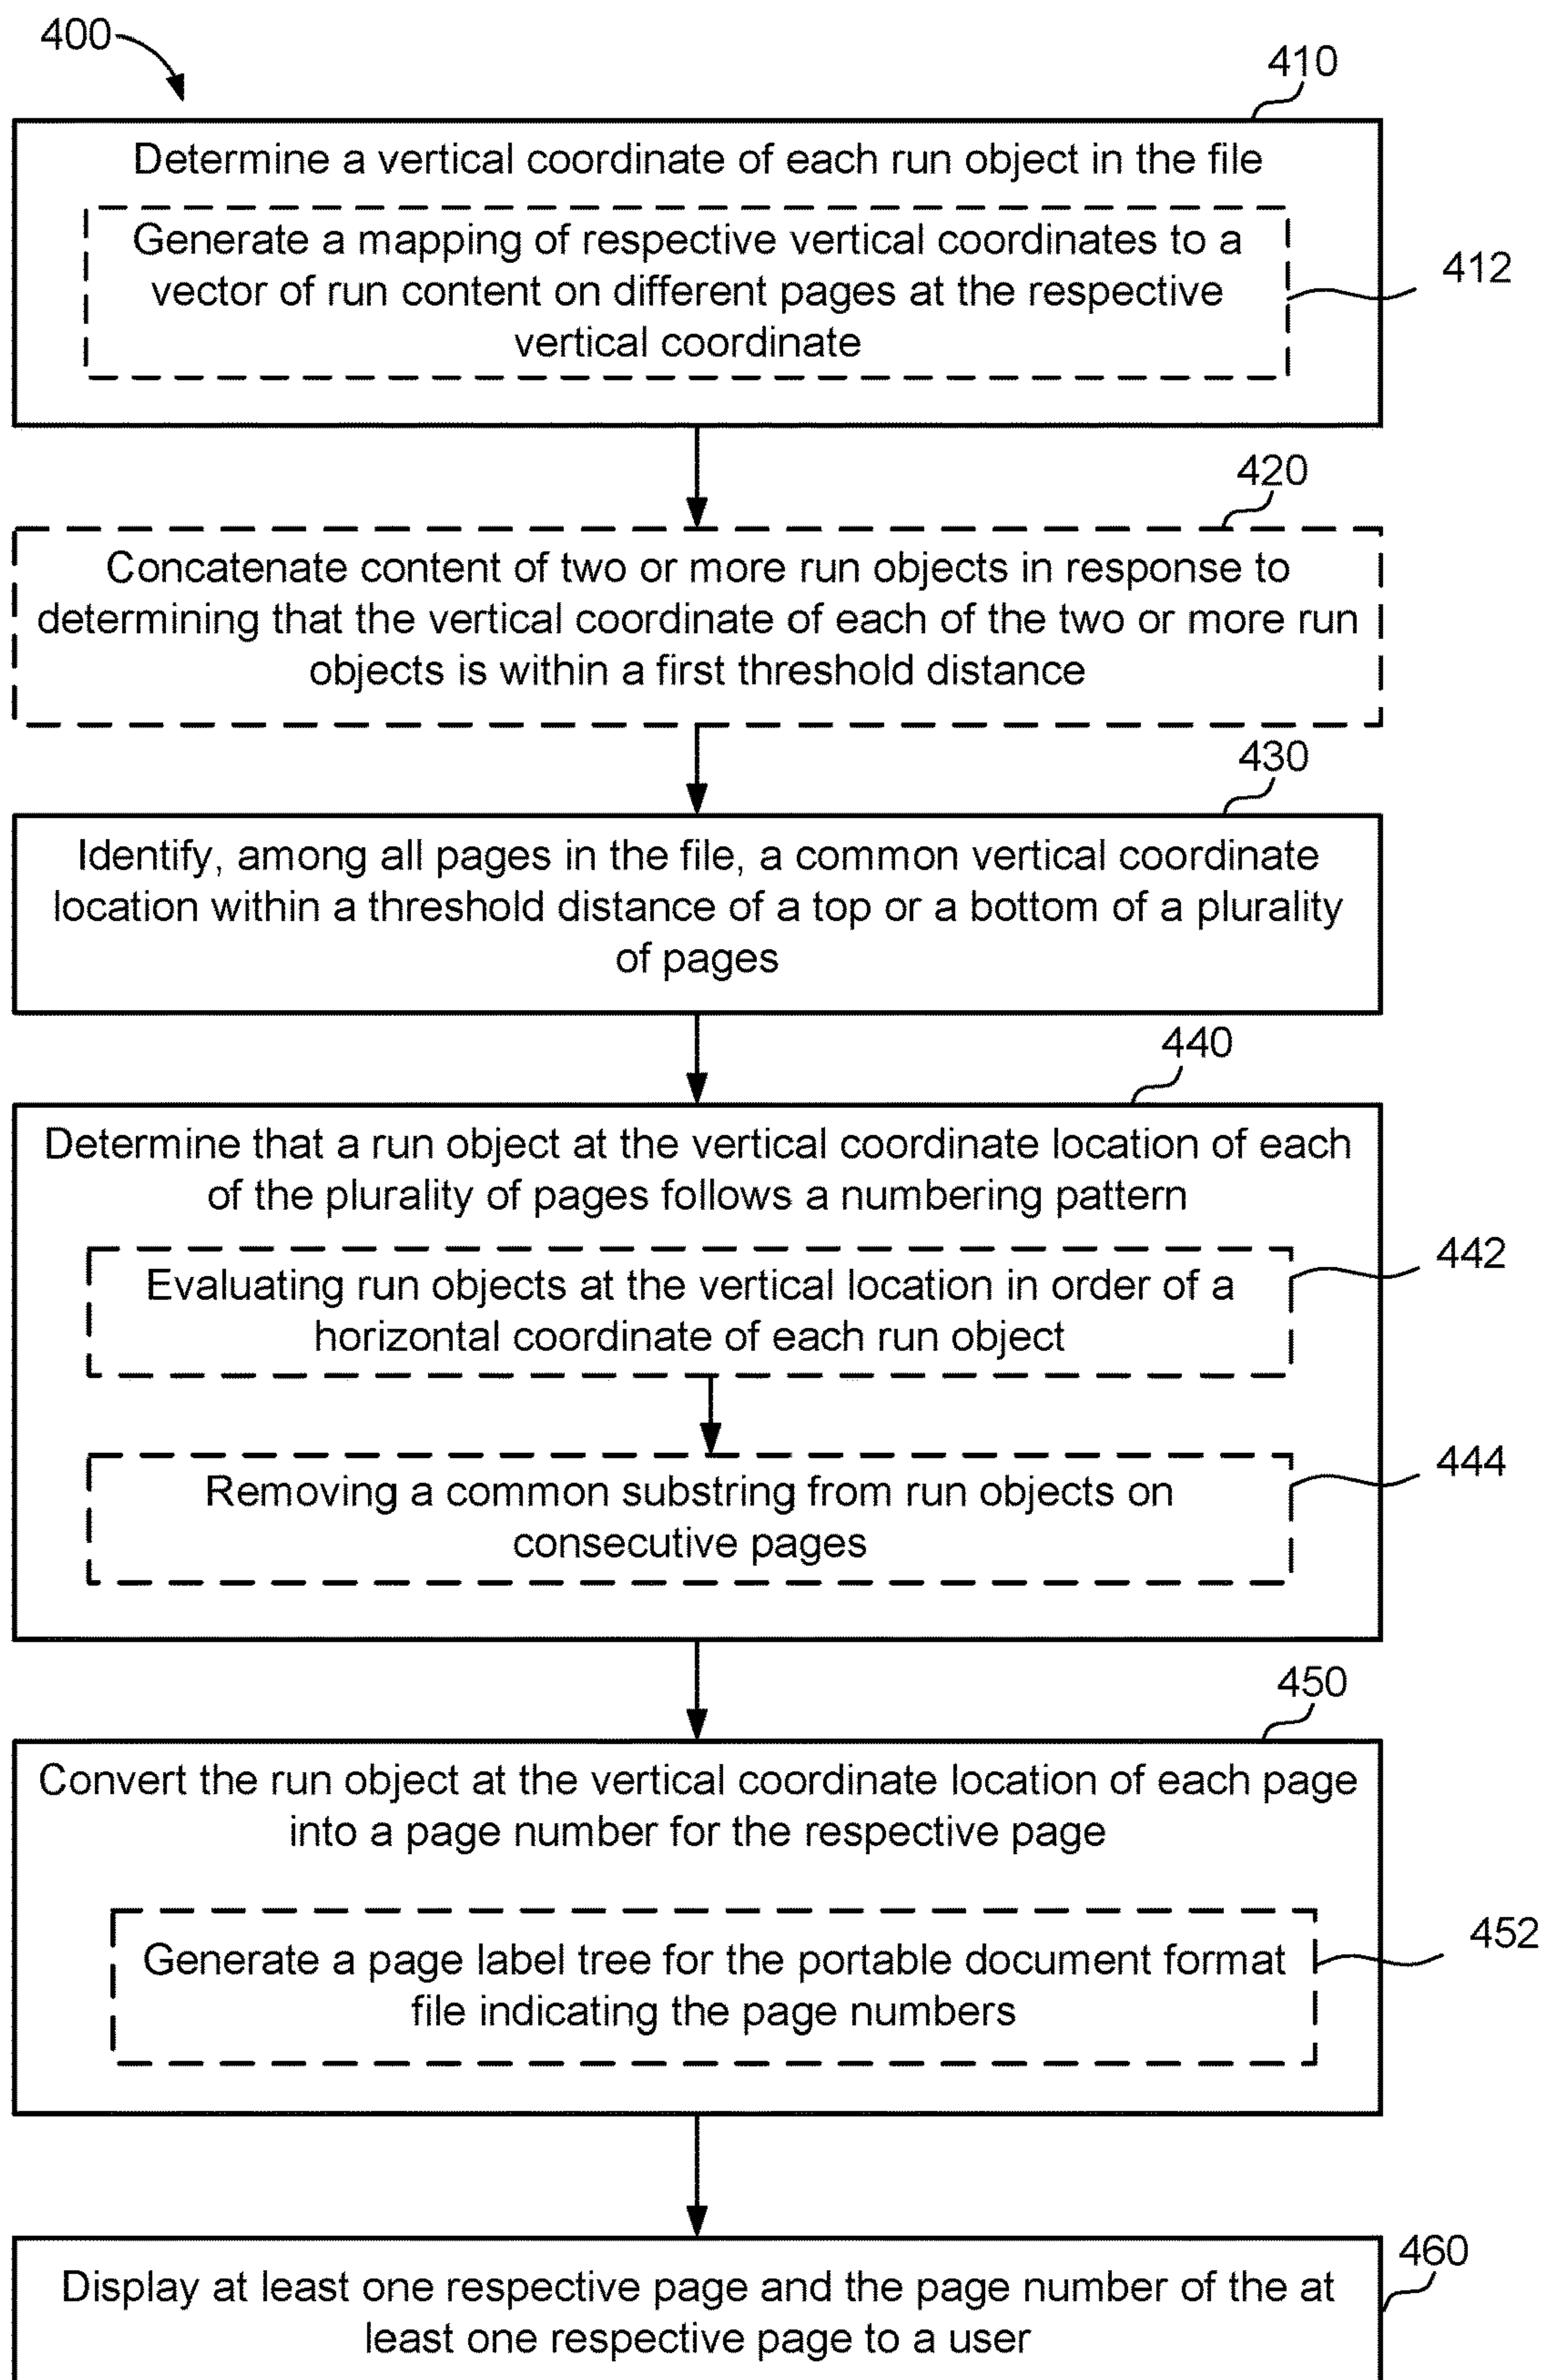 400
410
Determine a vertical coordinate of each run object in the file
Generate a mapping of respective vertical coordinates to a
vector of run content on different pages at the respective
vertical coordinate
412
420
Concatenate content of two or more run objects in response to
determining that the vertical coordinate of each of the two or more run
objects is within a first threshold distance
430
Identify, among all pages in the file, a common vertical coordinate
location within a threshold distance of a top or a bottom of a plurality
of pages
440
Determine that a run object at the vertical coordinate location of each
of the plurality of pages follows a numbering pattern
442
Evaluating run objects at the vertical location in order of a
horizontal coordinate of each run object
444
Removing a common substring from run objects on
consecutive pages
450
Convert the run object at the vertical coordinate location of each page
into a page number for the respective page
452
Generate a page label tree for the portable document format
file indicating the page numbers
460
Display at least one respective page and the page number of the at
least one respective page to a user